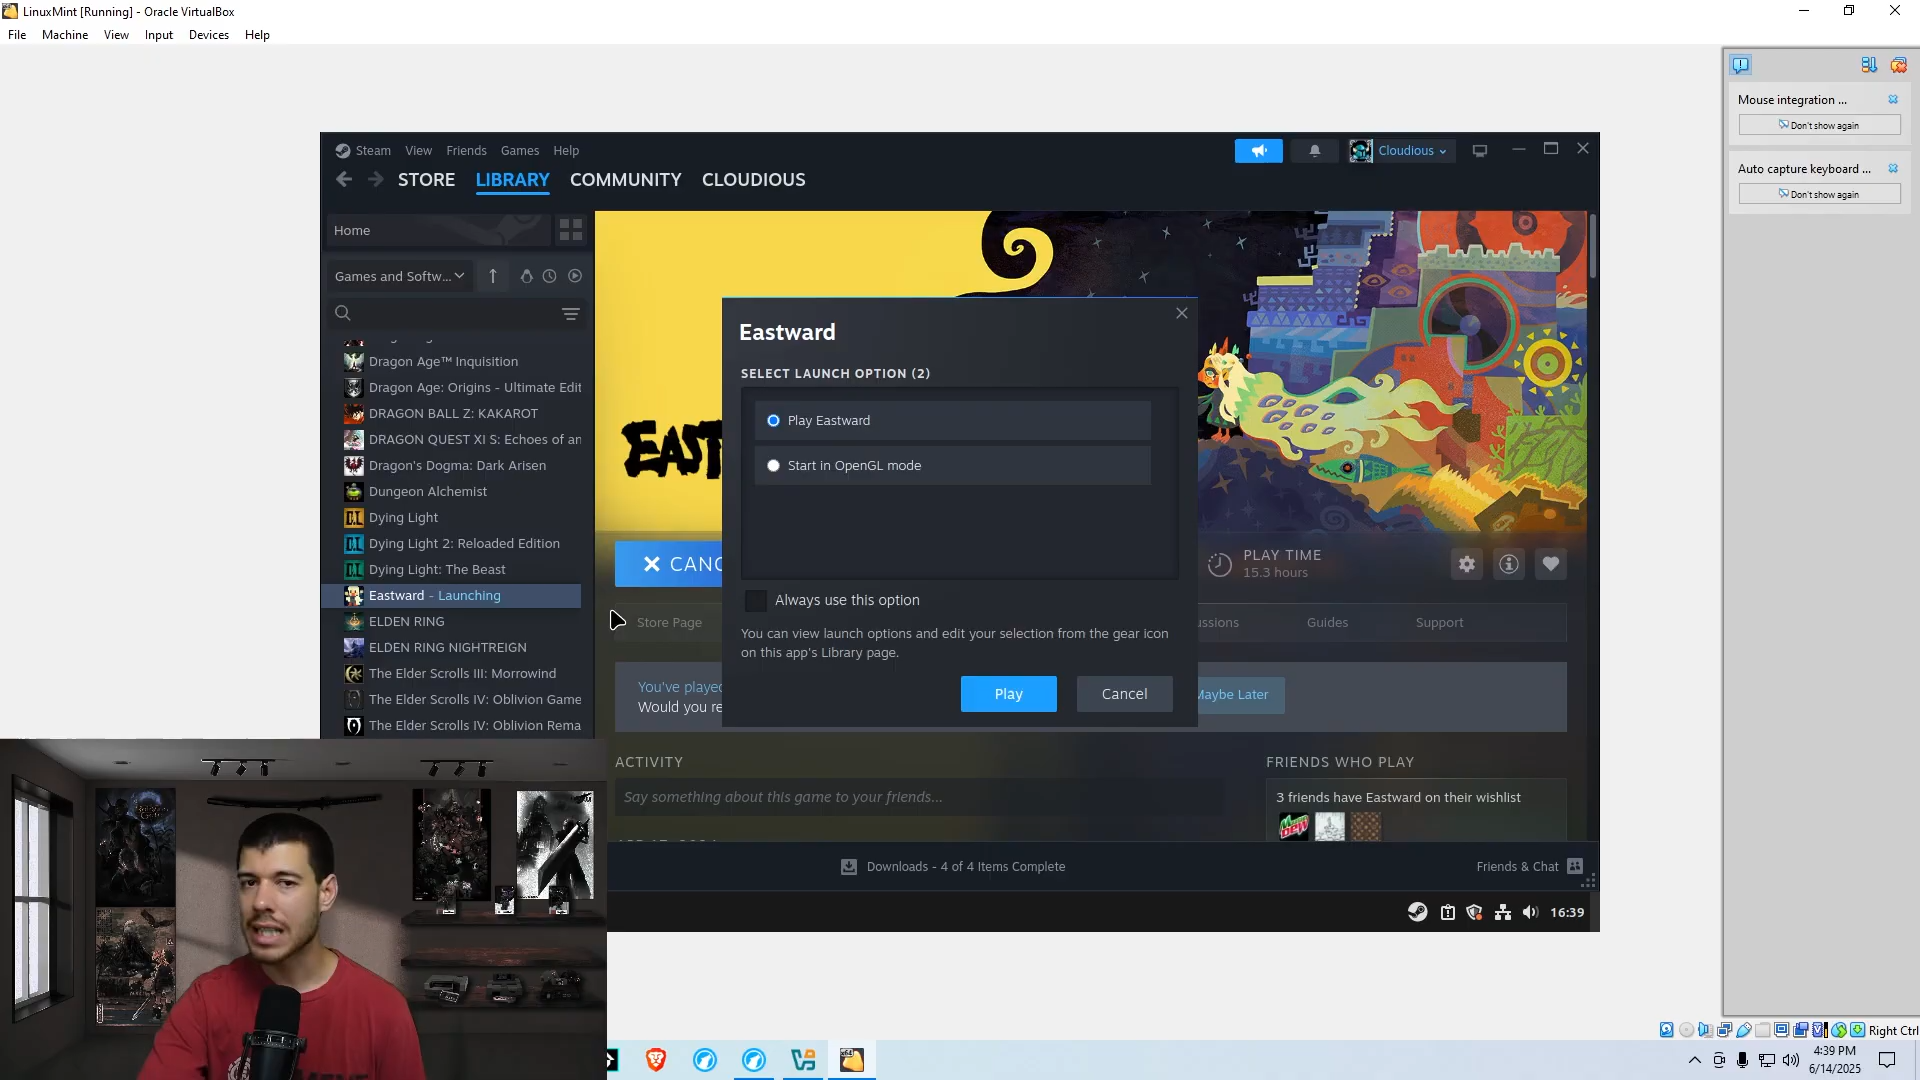 LinuxMint [Running] - Oracle VirtualBox
File Machine View Input Devices Help
Mouse integration ...
Don't show again
Auto capture keyboard ...
Don't show again
Steam View Friends Games Help
Cloudious
STORE LIBRARY COMMUNITY CLOUDIOUS
Home
Games and Softw...
Dragon Age™ Inquisition
Dragon Age: Origins - Ultimate Edit
DRAGON BALL Z: KAKAROT
DRAGON QUEST XI S: Echoes of an
Dragon's Dogma: Dark Arisen
Dungeon Alchemist
Dying Light
Dying Light 2: Reloaded Edition
Dying Light: The Beast
Eastward - Launching
ELDEN RING
ELDEN RING NIGHTREIGN
The Elder Scrolls III: Morrowind
The Elder Scrolls IV: Oblivion Game
The Elder Scrolls IV: Oblivion Rema
EAST
Eastward
SELECT LAUNCH OPTION (2)
Play Eastward
Start in OpenGL mode
Always use this option
You can view launch options and edit your selection from the gear icon
on this app's Library page.
Play Cancel
CANC
PLAY TIME
15.3 hours
Store Page
ussions Guides Support
You've played
Would you re
Maybe Later
ACTIVITY
Say something about this game to your friends...
FRIENDS WHO PLAY
3 friends have Eastward on their wishlist
Downloads - 4 of 4 Items Complete
Friends & Chat
16:39
Right Ctrl
4:39 PM
6/14/2025